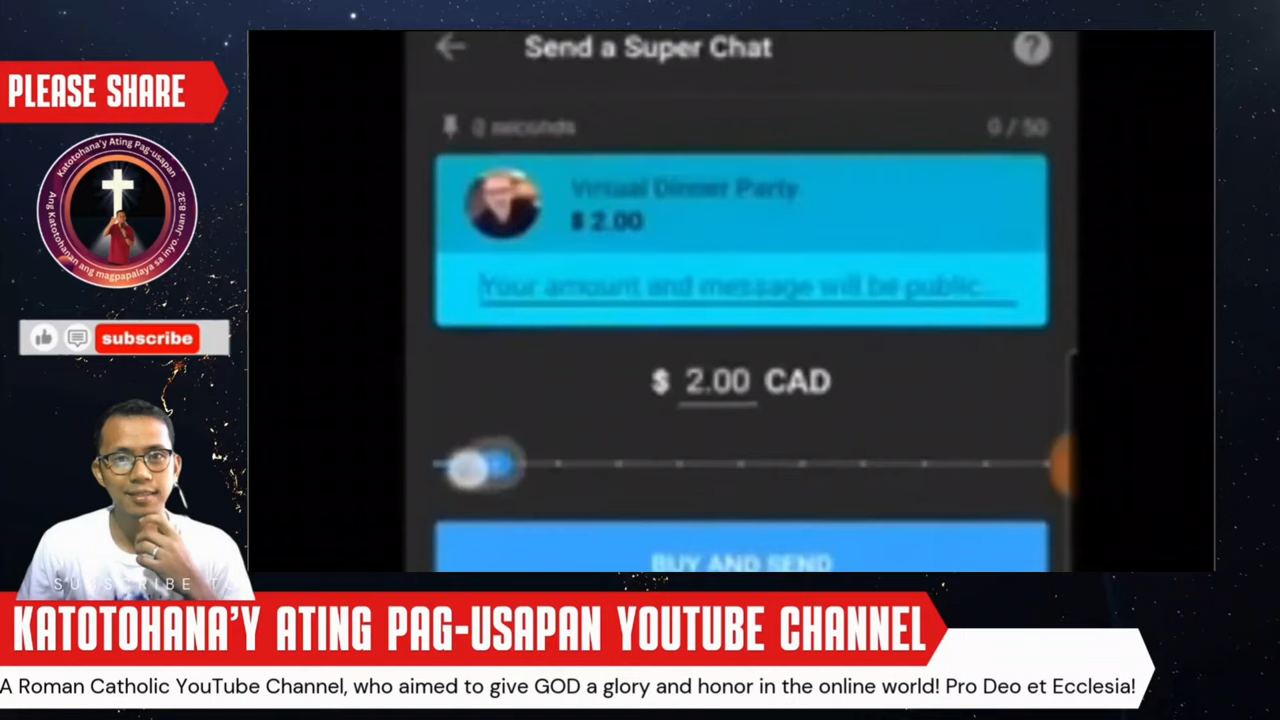 PLEASE SHARE
Katotohana'y Ating Pag-usapan
Ang Katotohanan ang magpapalaya sa inyo. Juan 8:32
subscribe
Send a Super Chat
0 seconds
0 / 50
Virtual Dinner Party
$ 2.00
Your amount and message will be public...
$ 2.00 CAD
BUY AND SEND
SUBSCRIBE T
KATOTOHANA'Y ATING PAG-USAPAN YOUTUBE CHANNEL
A Roman Catholic YouTube Channel, who aimed to give GOD a glory and honor in the online world! Pro Deo et Ecclesia!